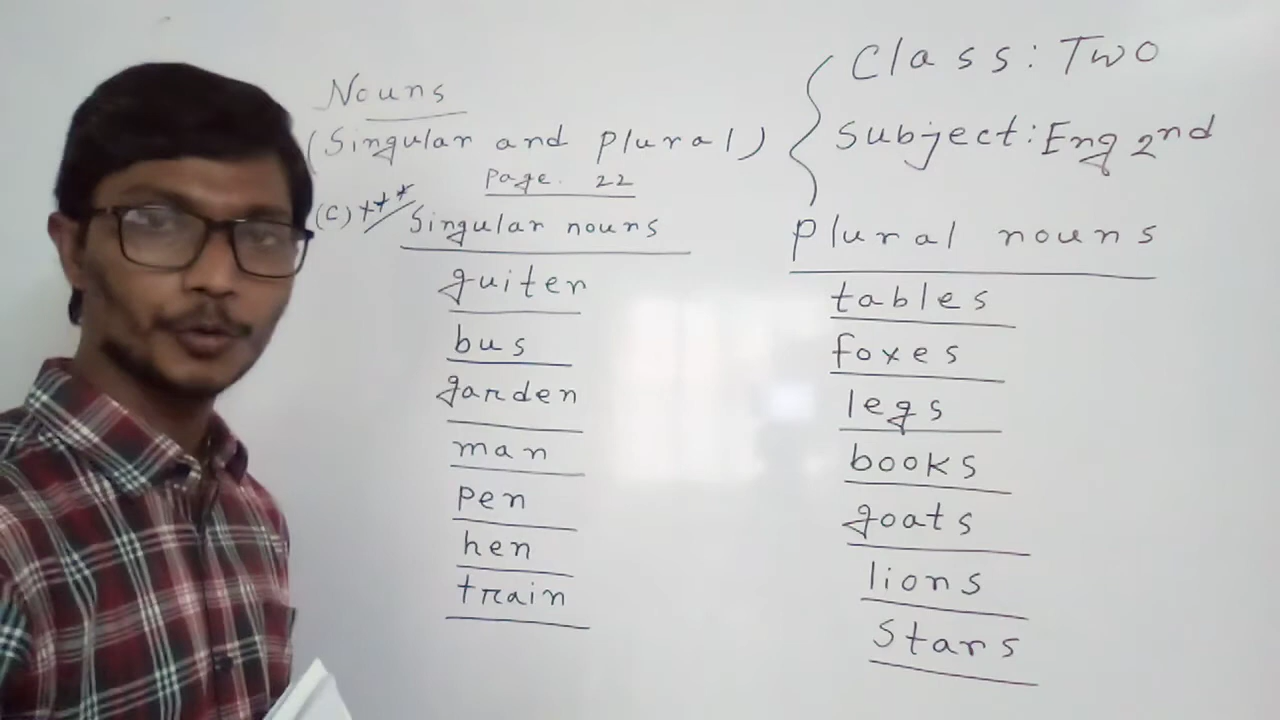 Nouns
(Singular and Plural)
Page. 22
Class: Two
Subject: Eng 2nd
(C) *** Singular nouns
guiter
bus
garden
man
pen
hen
train
Plural nouns
tables
foxes
legs
books
goats
lions
Stars